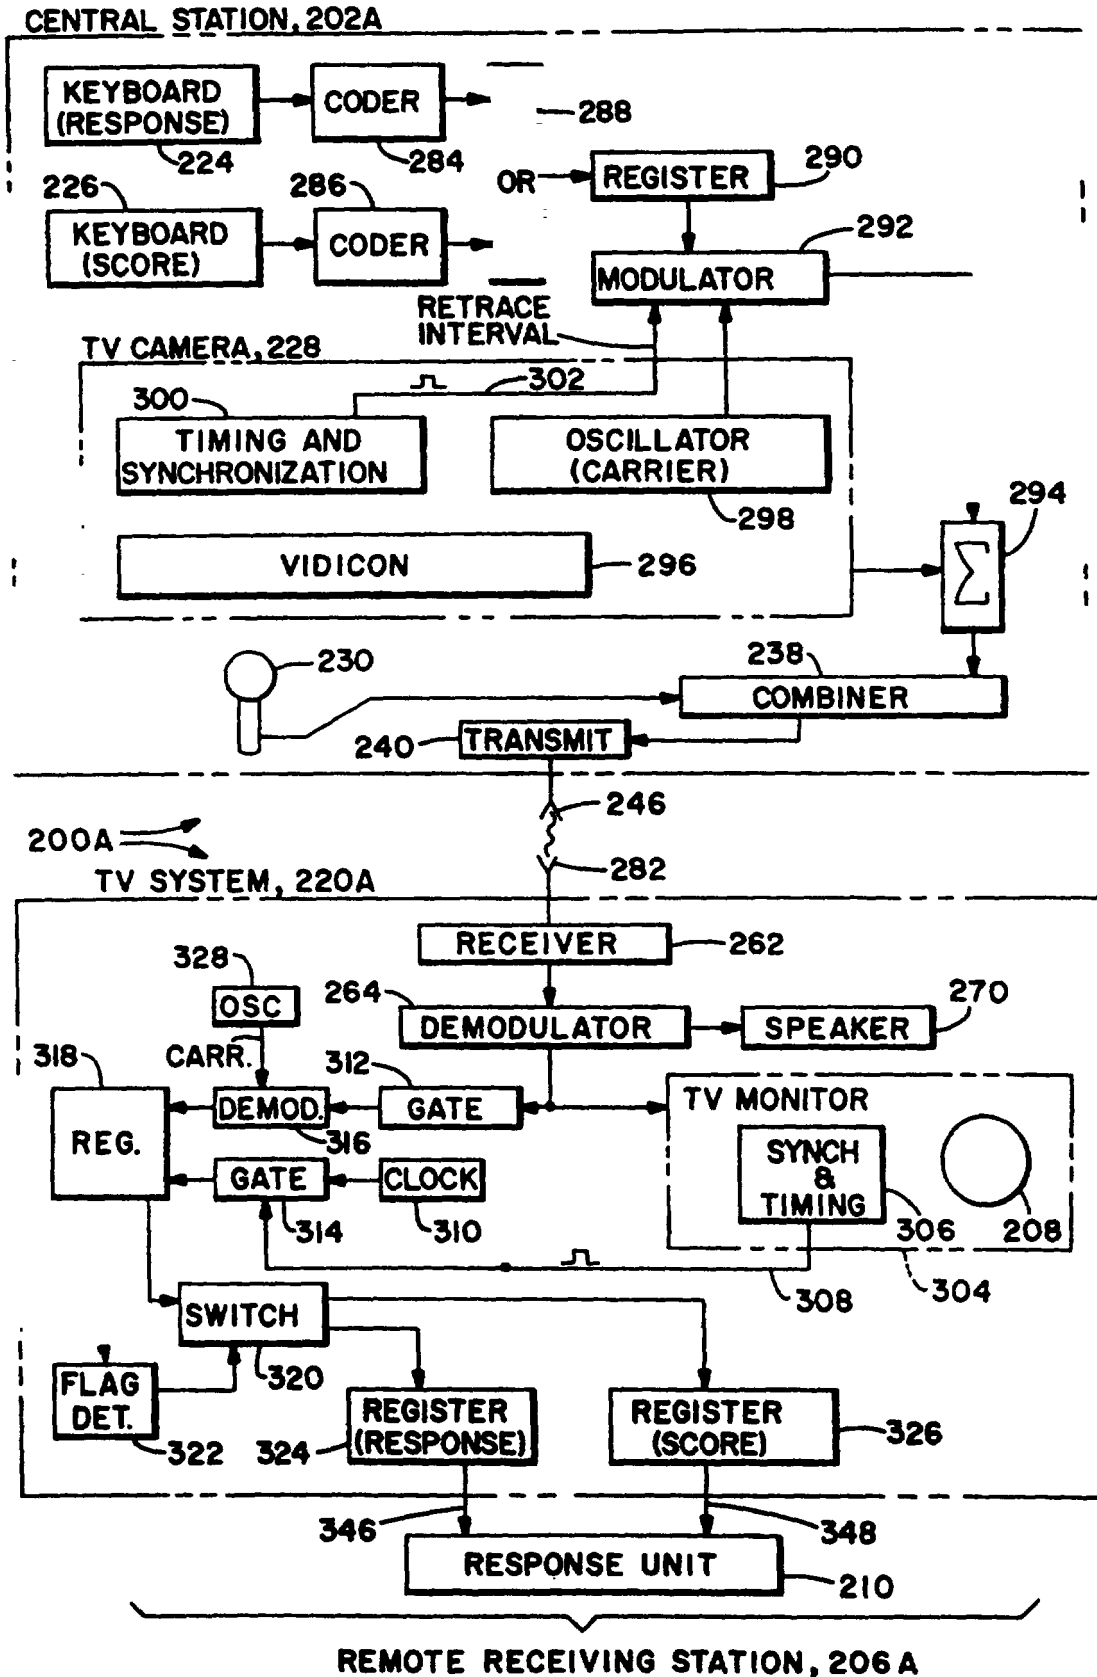 CENTRAL STATION, 202A
KEYBOARD
(RESPONSE)
224
CODER
284
288
226
KEYBOARD
(SCORE)
286
CODER
OR
REGISTER
290
MODULATOR
292
RETRACE
INTERVAL
TV CAMERA, 228
302
300
TIMING AND
SYNCHRONIZATION
OSCILLATOR
(CARRIER)
298
VIDICON
296
294
Σ
230
238
COMBINER
240
TRANSMIT
246
200A
282
TV SYSTEM, 220A
RECEIVER
262
328
OSC
264
DEMODULATOR
SPEAKER
270
CARR.
318
REG.
DEMOD.
316
312
GATE
TV MONITOR
SYNCH
&
TIMING
306
208
GATE
314
CLOCK
310
308
304
SWITCH
320
FLAG
DET.
322
324
REGISTER
(RESPONSE)
REGISTER
(SCORE)
326
346
348
RESPONSE UNIT
210
REMOTE RECEIVING STATION, 206A